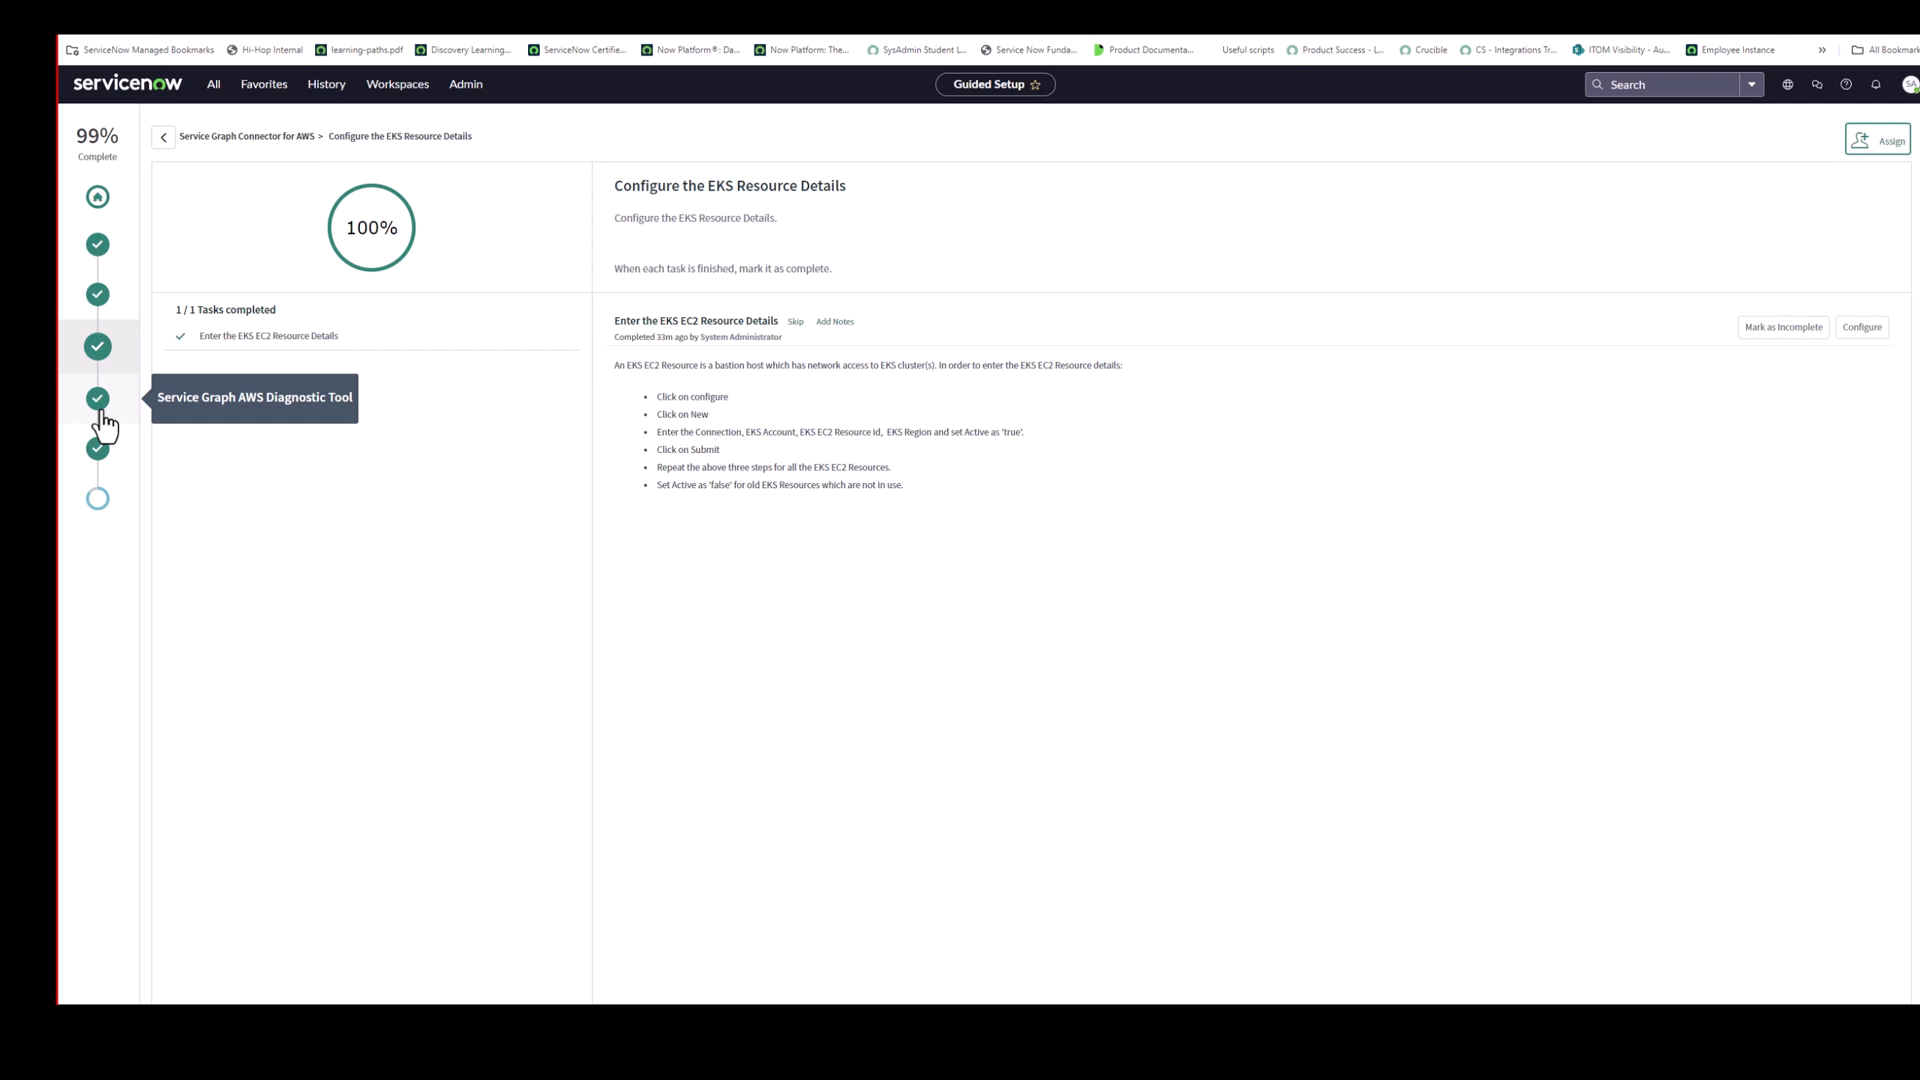 ServiceNow Managed Bookmarks Hi-Hop Internal learning-paths.pdf Discovery Learning... ServiceNow Certifie... Now Platform®: Da... Now Platform: The... SysAdmin Student L... Service Now Funda... Product Documenta... Useful scripts Product Success - L... Crucible CS - Integrations Tr... ITOM Visibility - Au... Employee Instance » All Bookmark
servicenow All Favorites History Workspaces Admin Guided Setup Search SA
99%
Complete
Service Graph Connector for AWS > Configure the EKS Resource Details
Assign
100%
Configure the EKS Resource Details
Configure the EKS Resource Details.
When each task is finished, mark it as complete.
1 / 1 Tasks completed
Enter the EKS EC2 Resource Details
Service Graph AWS Diagnostic Tool
Enter the EKS EC2 Resource Details Skip Add Notes
Completed 33m ago by System Administrator
Mark as Incomplete Configure
An EKS EC2 Resource is a bastion host which has network access to EKS cluster(s). In order to enter the EKS EC2 Resource details:
• Click on configure
• Click on New
• Enter the Connection, EKS Account, EKS EC2 Resource id, EKS Region and set Active as 'true'.
• Click on Submit
• Repeat the above three steps for all the EKS EC2 Resources.
• Set Active as 'false' for old EKS Resources which are not in use.